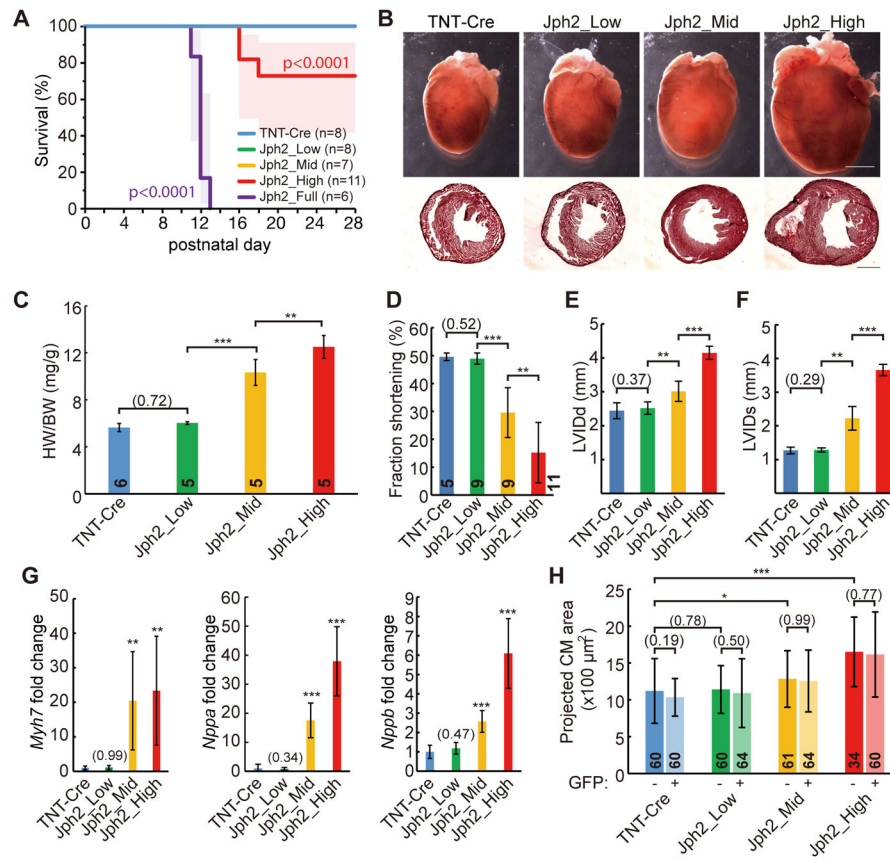 A
Survival (%)
100
80
60
40
20
0
0 4 8 12 16 20 24 28
postnatal day
p<0.0001
p<0.0001
TNT-Cre (n=8)
Jph2_Low (n=8)
Jph2_Mid (n=7)
Jph2_High (n=11)
Jph2_Full (n=6)
B
TNT-Cre Jph2_Low Jph2_Mid Jph2_High
C
HW/BW (mg/g)
16
12
8
4
0
(0.72)
***
**
6 5 5 5
TNT-Cre Jph2_Low Jph2_Mid Jph2_High
D
Fraction shortening (%)
60
50
40
30
20
10
0
(0.52)
***
**
5 9 9 11
TNT-Cre Jph2_Low Jph2_Mid Jph2_High
E
LVIDd (mm)
4
3
2
1
(0.37)
**
***
TNT-Cre Jph2_Low Jph2_Mid Jph2_High
F
LVIDs (mm)
4
3
2
1
(0.29)
**
***
TNT-Cre Jph2_Low Jph2_Mid Jph2_High
G
Myh7 fold change
50
40
30
20
10
0
(0.99)
**
**
TNT-Cre Jph2_Low Jph2_Mid Jph2_High
Nppa fold change
60
45
30
15
0
(0.34)
***
***
TNT-Cre Jph2_Low Jph2_Mid Jph2_High
Nppb fold change
9
8
7
6
5
4
3
2
1
0
(0.47)
***
***
TNT-Cre Jph2_Low Jph2_Mid Jph2_High
H
Projected CM area
(x100 μm²)
25
20
15
10
5
0
***
*
(0.78)
(0.19) (0.50) (0.99) (0.77)
60 60 60 64 61 64 34 60
GFP: - + - + - + - +
TNT-Cre Jph2_Low Jph2_Mid Jph2_High